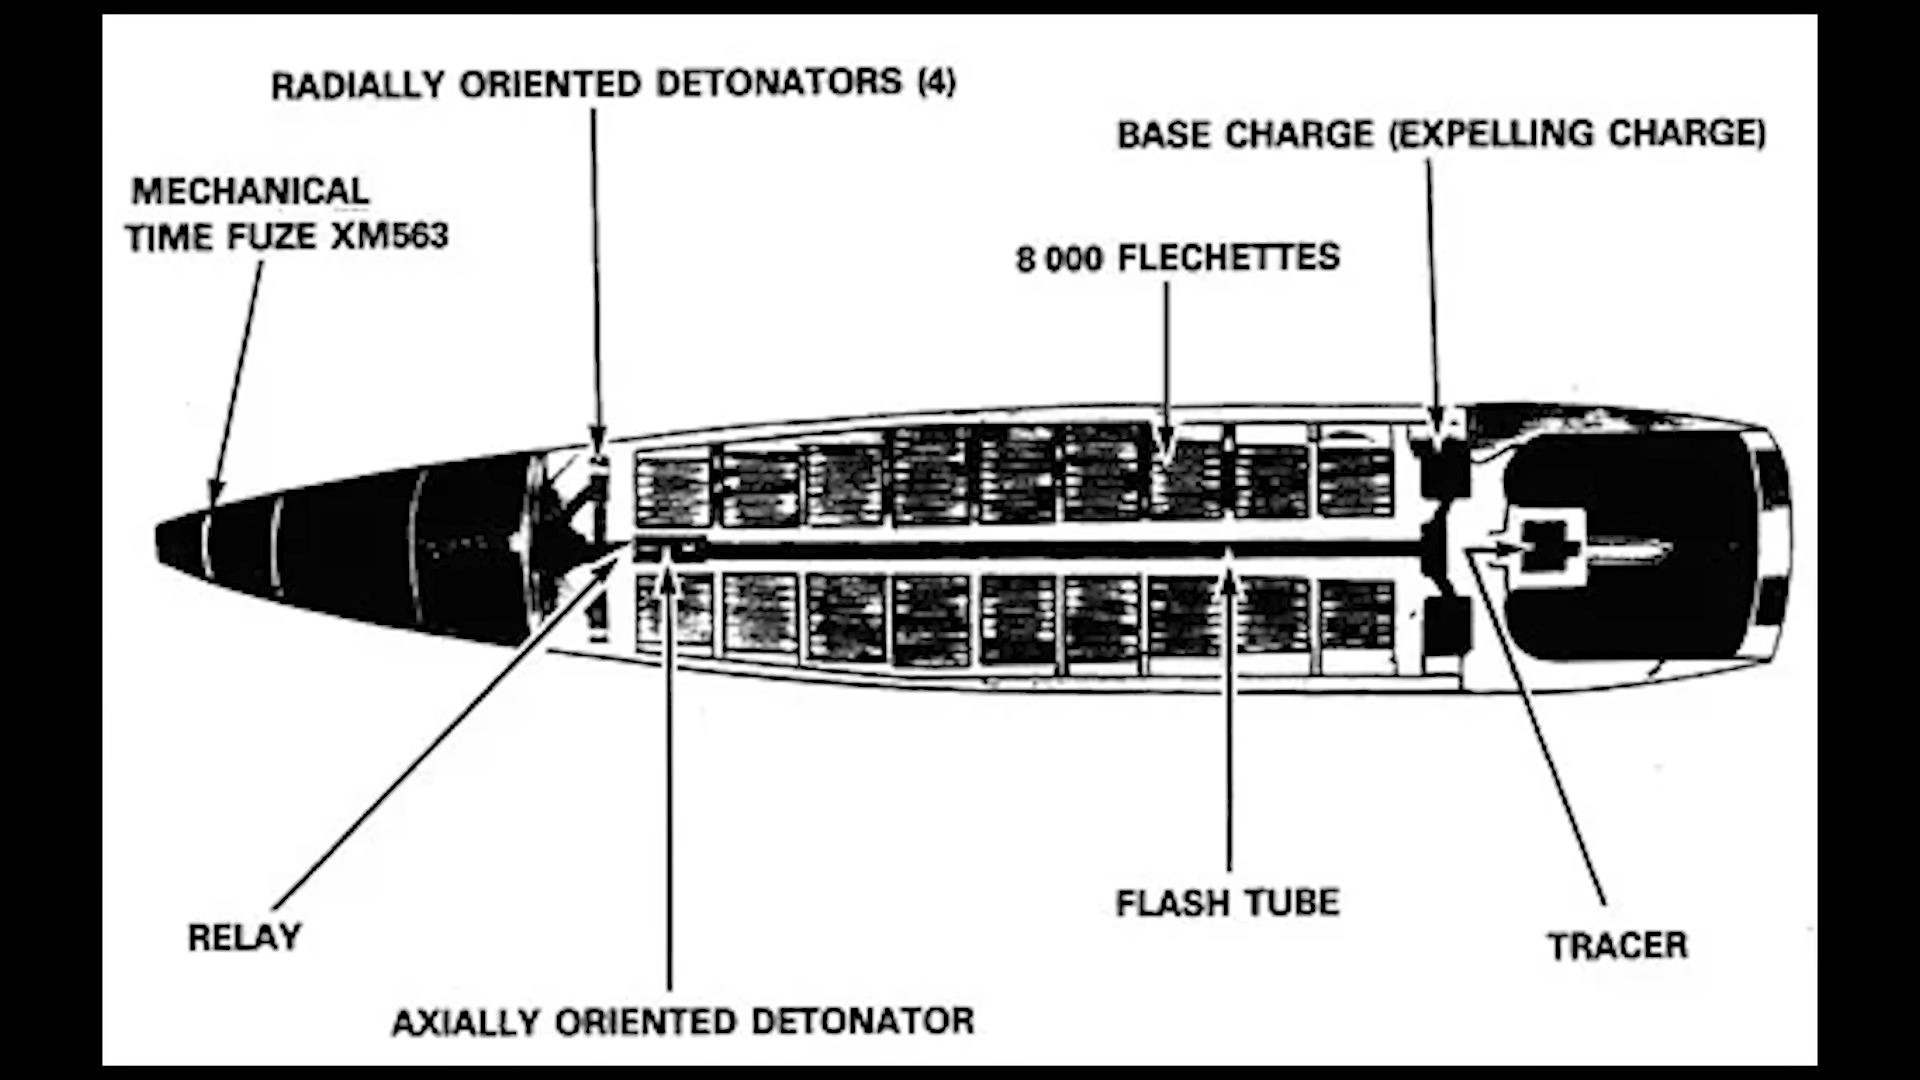 RADIALLY ORIENTED DETONATORS (4)
BASE CHARGE (EXPELLING CHARGE)
MECHANICAL
TIME FUZE XM563
8 000 FLECHETTES
FLASH TUBE
RELAY
TRACER
AXIALLY ORIENTED DETONATOR